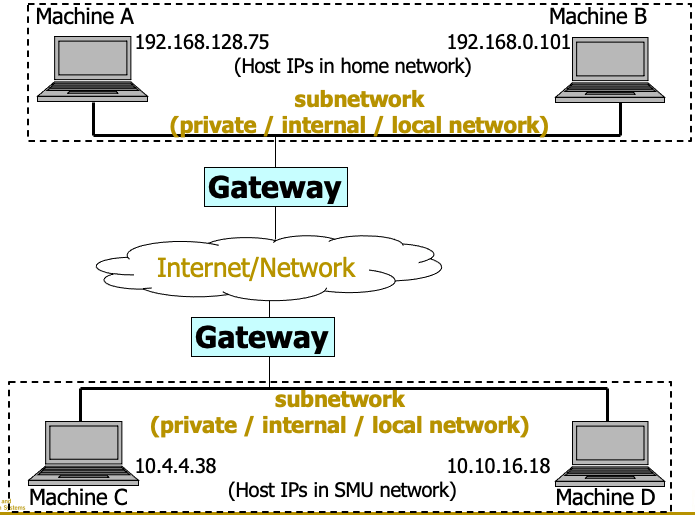 Machine A
Machine B
192.168.128.75
192.168.0.101
(Host IPs in home network)
subnetwork
(private / internal / local network)
Gateway
Internet/Network
Gateway
subnetwork
(private / internal / local network)
10.4.4.38
10.10.16.18
(Host IPs in SMU network)
Machine C
Machine D
and
Systems